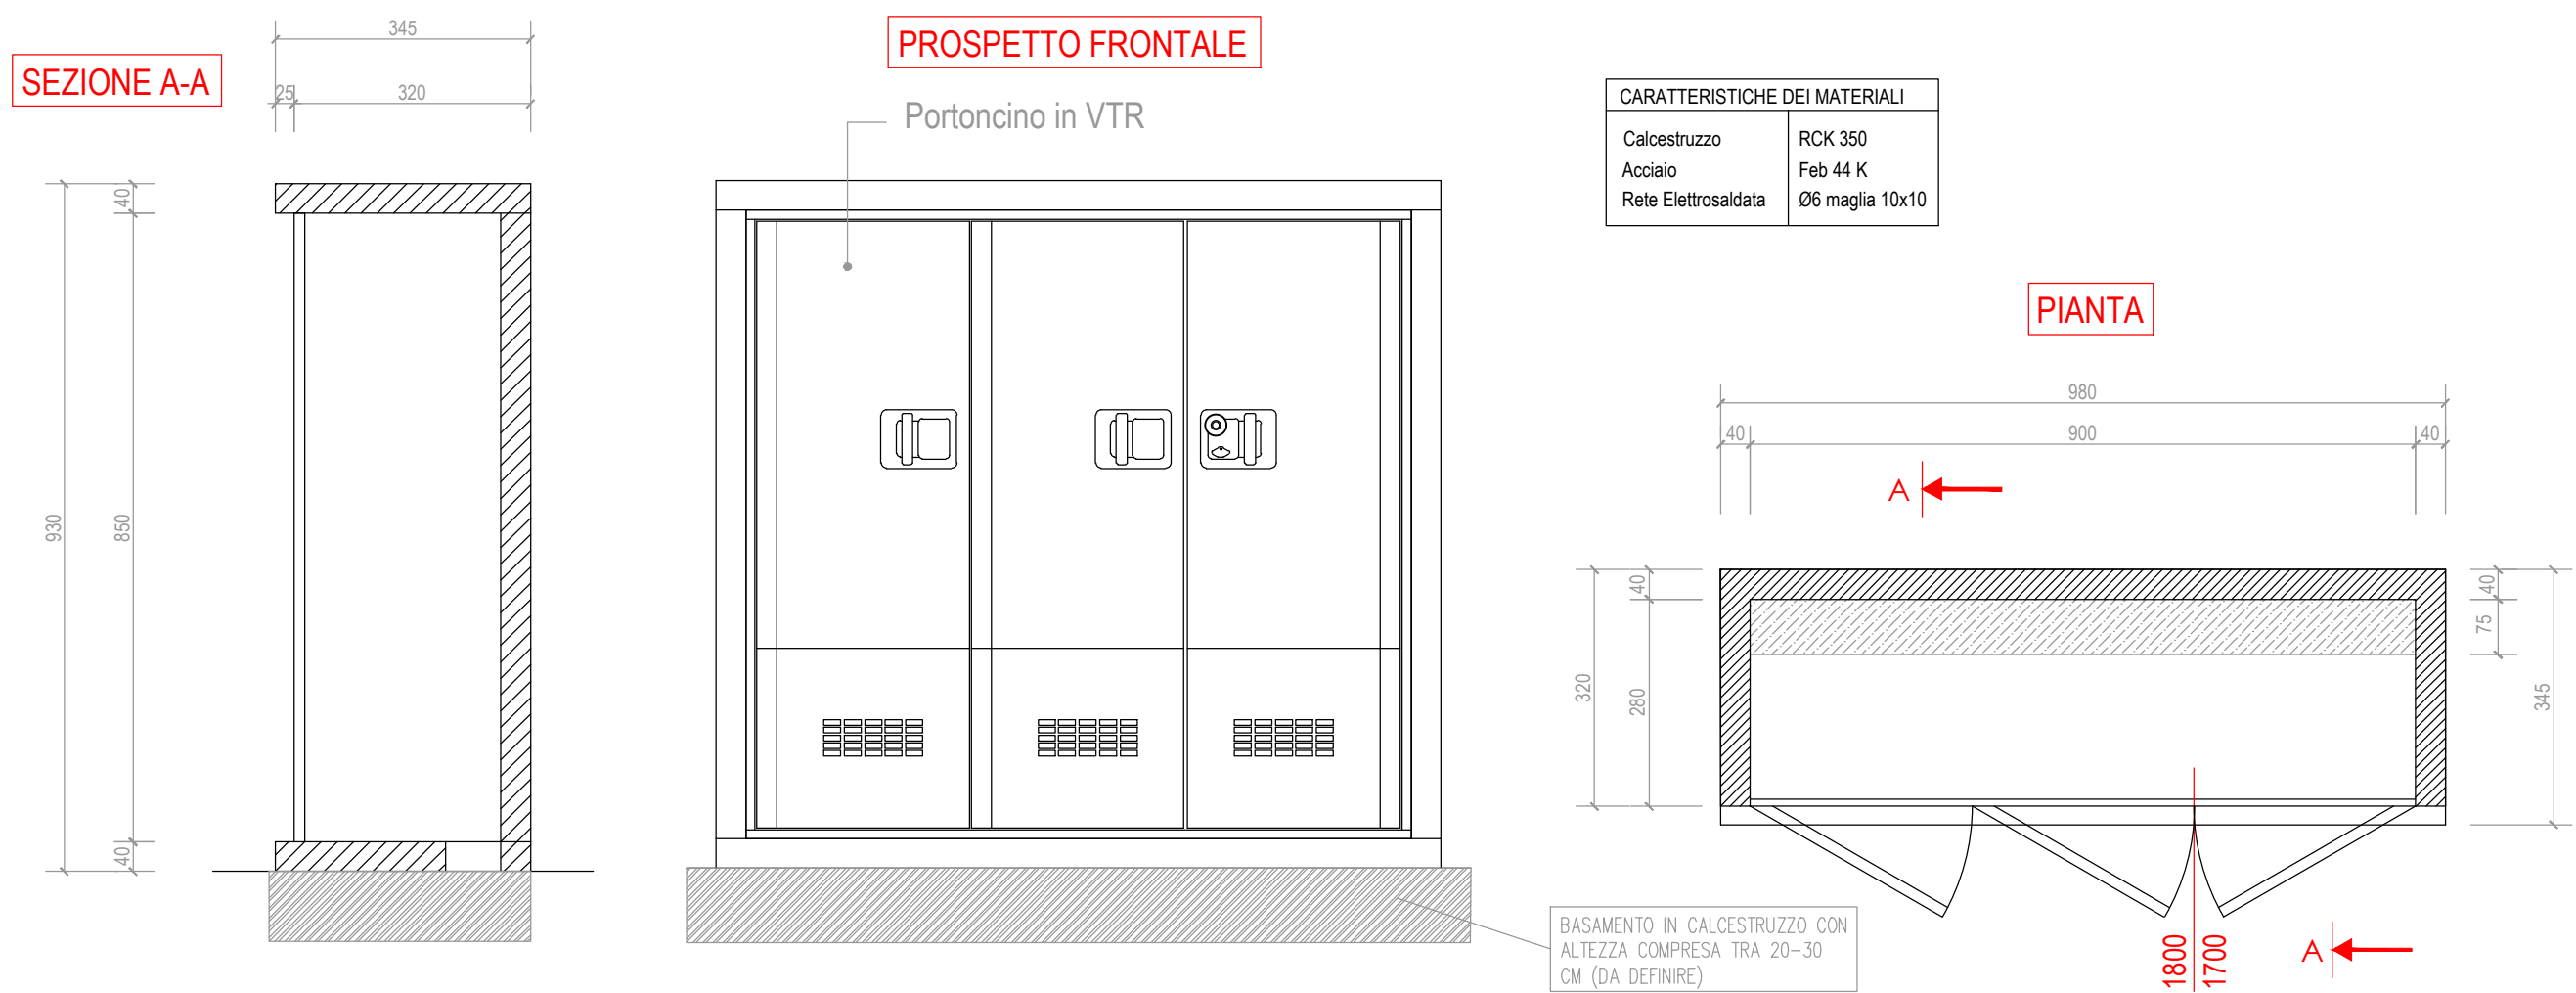 SEZIONE A-A
345
25
320
930
40
850
40
PROSPETTO FRONTALE
Portoncino in VTR
CARATTERISTICHE DEI MATERIALI
Calcestruzzo RCK 350
Acciaio Feb 44 K
Rete Elettrosaldata Ø6 maglia 10x10
BASAMENTO IN CALCESTRUZZO CON
ALTEZZA COMPRESA TRA 20-30
CM (DA DEFINIRE)
PIANTA
980
40
900
40
A
320
40
280
40
75
345
1800
1700
A